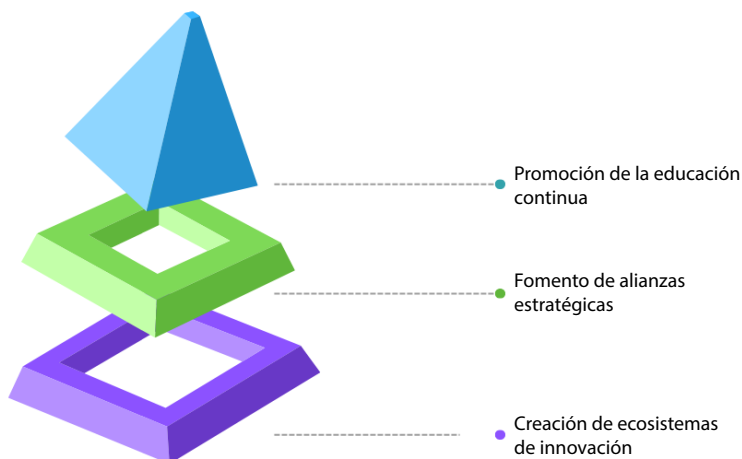 Promoción de la educación
continua
Fomento de alianzas
estratégicas
Creación de ecosistemas
de innovación